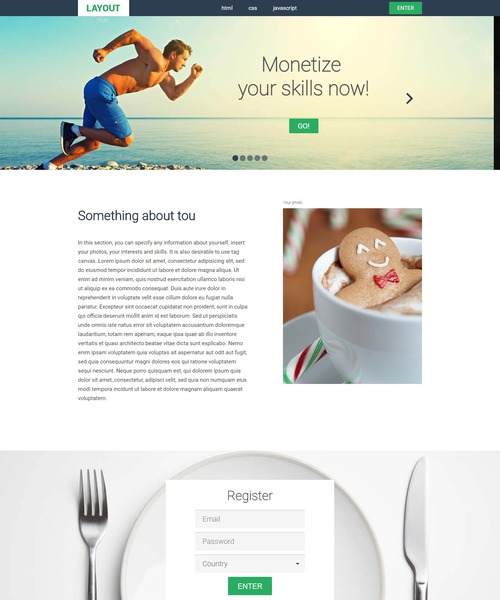 LAYOUT
html css javascript
ENTER
Monetize
your skills now!
GO!
Something about tou
Your photo
In this section, you can specify any information about yourself, insert
your photos, your interests and skills. It is also desirable to use tag
canvas. Lorem ipsum dolor sit amet, consectetur adipisicing elit, sed
do eiusmod tempor incididunt ut labore et dolore magna aliqua. Ut
enim ad minim veniam, quis nostrud exercitation ullamco laboris nisi
ut aliquip ex ea commodo consequat. Duis aute irure dolor in
reprehenderit in voluptate velit esse cillum dolore eu fugiat nulla
pariatur. Excepteur sint occaecat cupidatat non proident, sunt in culpa
qui officia deserunt mollit anim id est laborum. Sed ut perspiciatis
unde omnis iste natus error sit voluptatem accusantium doloremque
laudantium, totam rem aperiam, eaque ipsa quae ab illo inventore
veritatis et quasi architecto beatae vitae dicta sunt explicabo. Nemo
enim ipsam voluptatem quia voluptas sit aspernatur aut odit aut fugit,
sed quia consequuntur magni dolores eos qui ratione voluptatem
sequi nesciunt. Neque porro quisquam est, qui dolorem ipsum quia
dolor sit amet, consectetur, adipisci velit, sed quia non numquam eius
modi tempora incidunt ut labore et dolore magnam aliquam quaerat
voluptatem.
Register
Email
Password
Country
ENTER